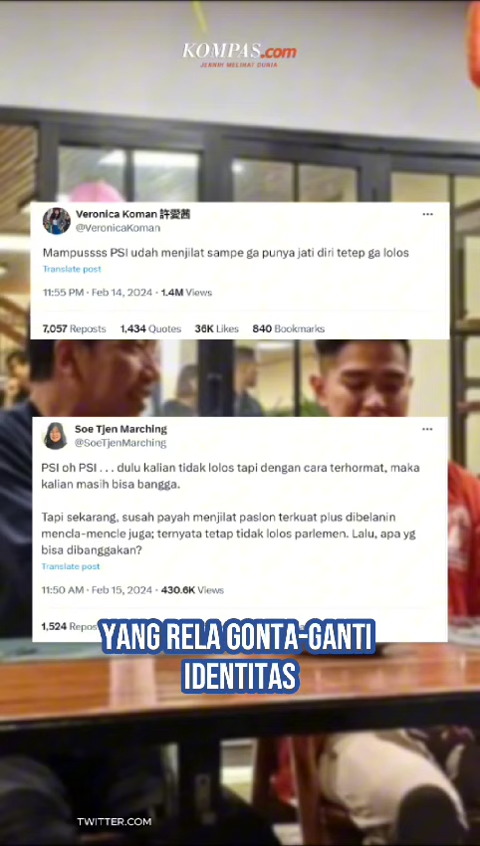 KOMPAS.com
JERNIH MELIHAT DUNIA
Veronica Koman 許愛茜
@VeronicaKoman
Mampussss PSI udah menjilat sampe ga punya jati diri tetep ga lolos
Translate post
11:55 PM · Feb 14, 2024 · 1.4M Views
7,057 Reposts 1,434 Quotes 36K Likes 840 Bookmarks
Soe Tjen Marching
@SoeTjenMarching
PSI oh PSI . . . dulu kalian tidak lolos tapi dengan cara terhormat, maka
kalian masih bisa bangga.
Tapi sekarang, susah payah menjilat paslon terkuat plus dibelanin
mencla-mencle juga; ternyata tetap tidak lolos parlemen. Lalu, apa yg
bisa dibanggakan?
Translate post
11:50 AM · Feb 15, 2024 · 430.6K Views
1,524 Repos
YANG RELA GONTA-GANTI
IDENTITAS
TWITTER.COM